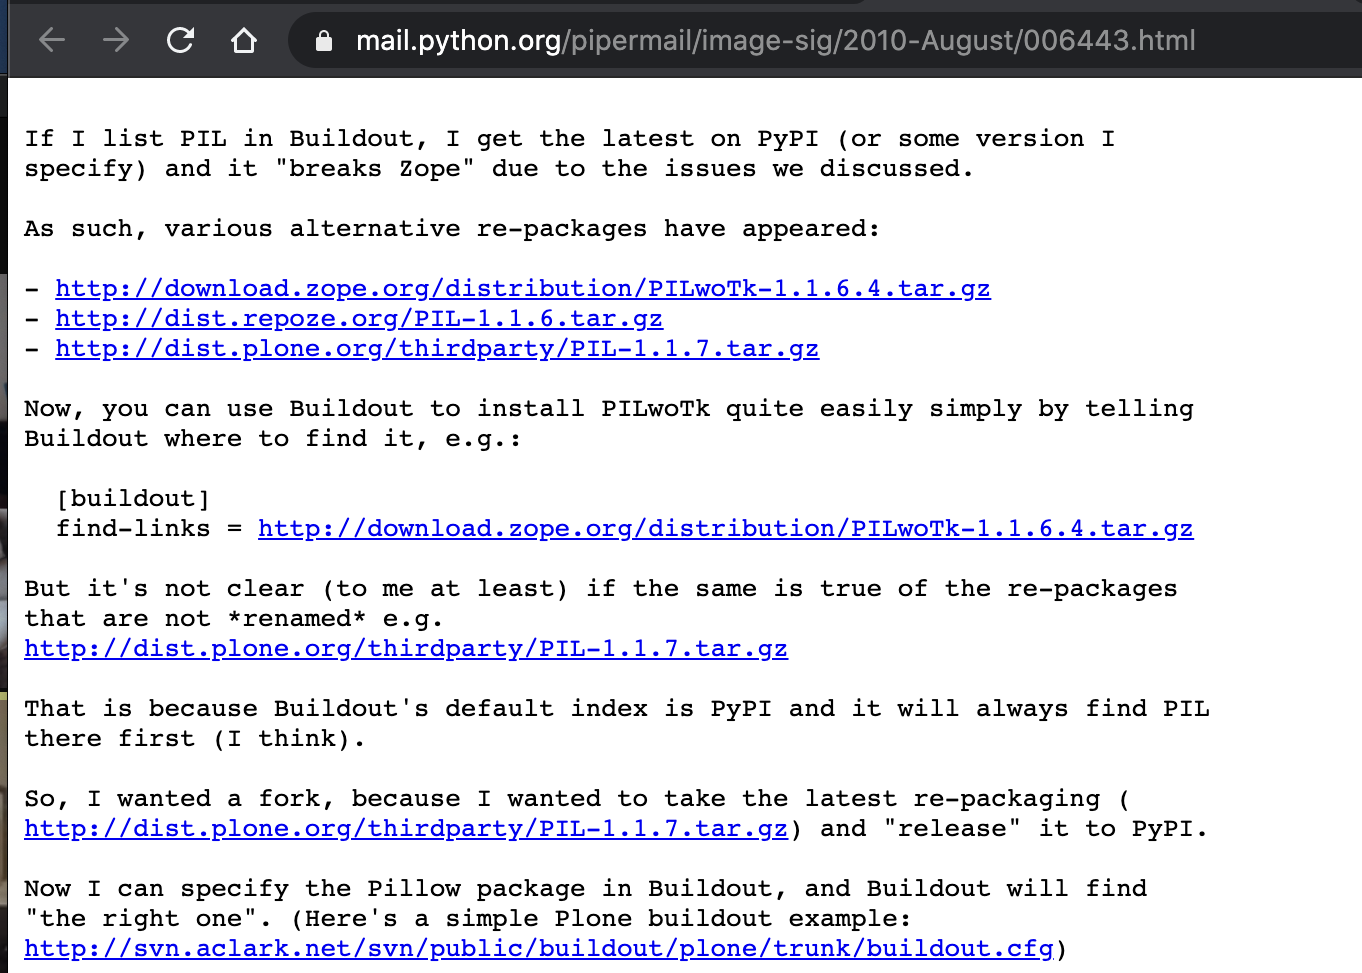 mail.python.org/pipermail/image-sig/2010-August/006443.html
If I list PIL in Buildout, I get the latest on PyPI (or some version I
specify) and it "breaks Zope" due to the issues we discussed.
As such, various alternative re-packages have appeared:
- http://download.zope.org/distribution/PILwoTk-1.1.6.4.tar.gz
- http://dist.repoze.org/PIL-1.1.6.tar.gz
- http://dist.plone.org/thirdparty/PIL-1.1.7.tar.gz
Now, you can use Buildout to install PILwoTk quite easily simply by telling
Buildout where to find it, e.g.:
[buildout]
find-links = http://download.zope.org/distribution/PILwoTk-1.1.6.4.tar.gz
But it's not clear (to me at least) if the same is true of the re-packages
that are not *renamed* e.g.
http://dist.plone.org/thirdparty/PIL-1.1.7.tar.gz
That is because Buildout's default index is PyPI and it will always find PIL
there first (I think).
So, I wanted a fork, because I wanted to take the latest re-packaging (
http://dist.plone.org/thirdparty/PIL-1.1.7.tar.gz) and "release" it to PyPI.
Now I can specify the Pillow package in Buildout, and Buildout will find
"the right one". (Here's a simple Plone buildout example:
http://svn.aclark.net/svn/public/buildout/plone/trunk/buildout.cfg)